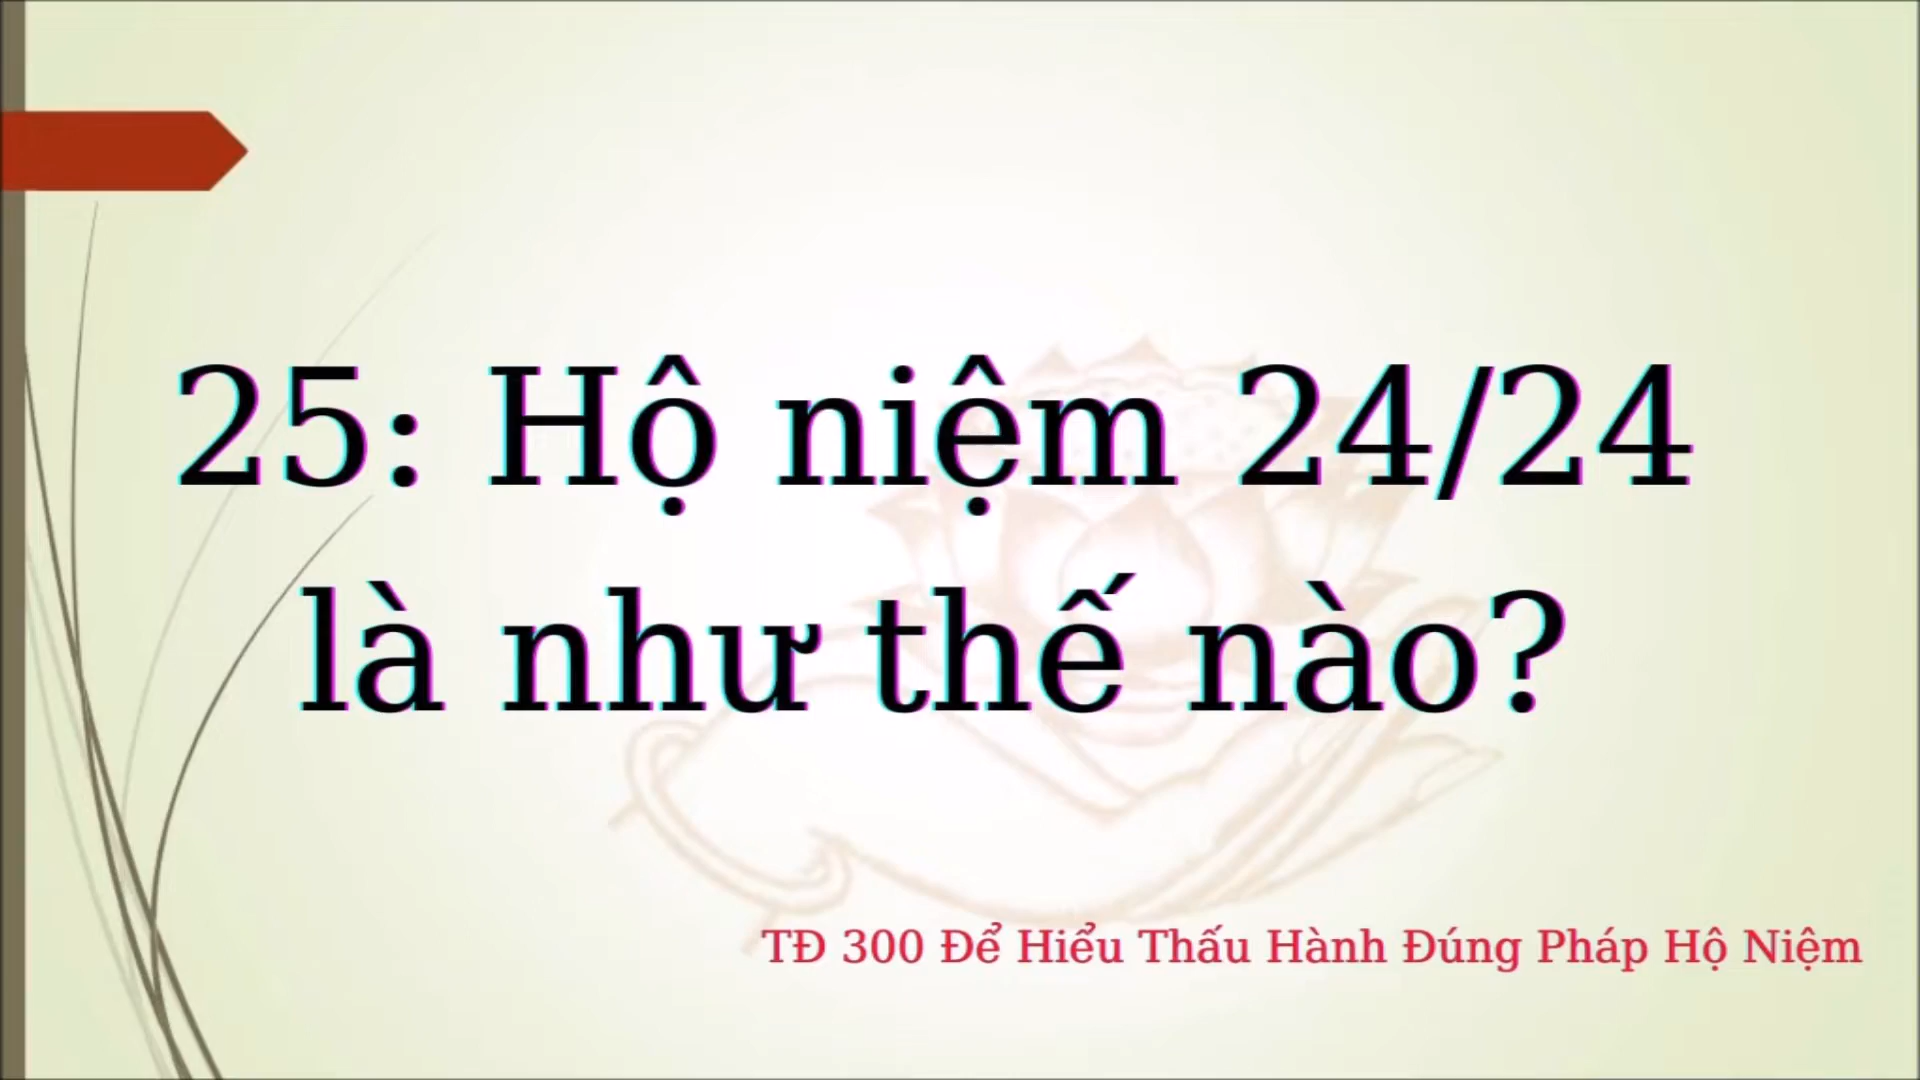 25: Hộ niệm 24/24
là như thế nào?
TĐ 300 Để Hiểu Thấu Hành Đúng Pháp Hộ Niệm